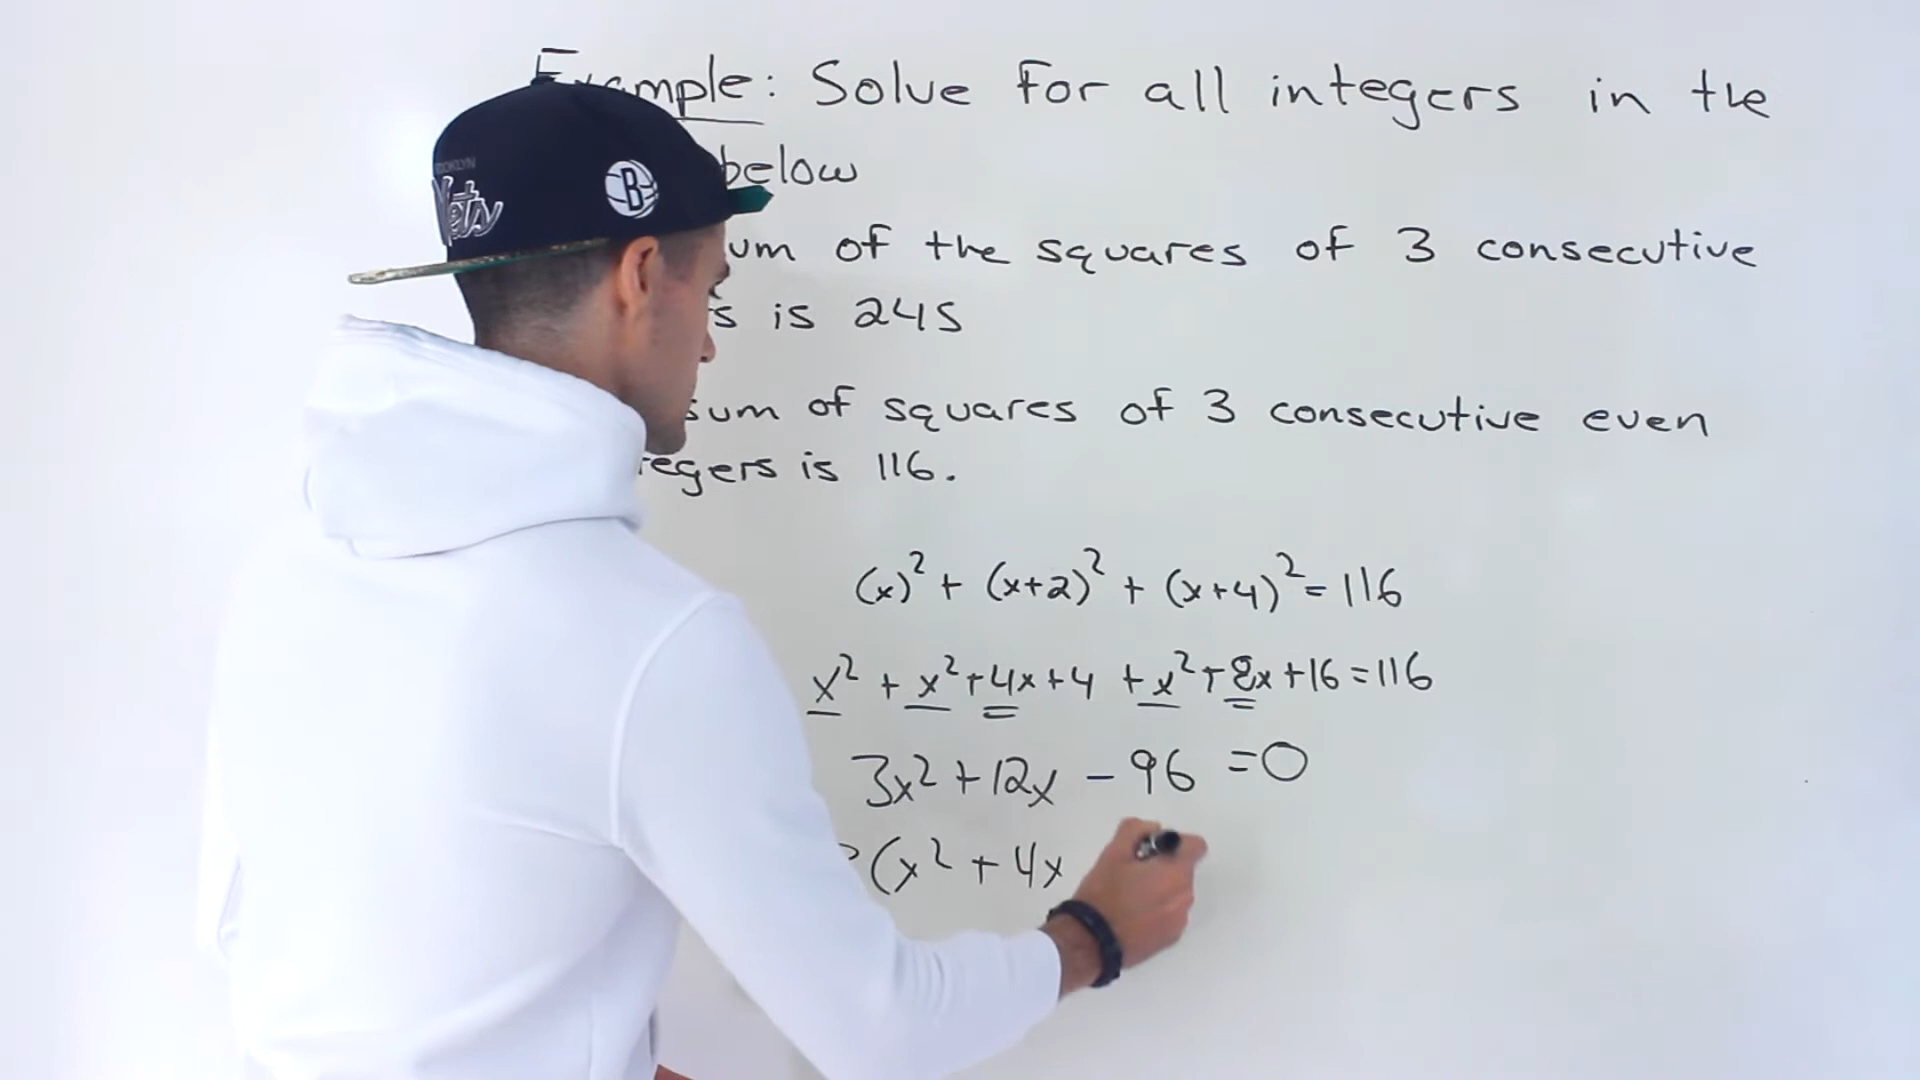 Example: Solve for all integers in the
below
um of the squares of 3 consecutive
s is 245
sum of squares of 3 consecutive even
tegers is 116.
(x)² + (x+2)² + (x+4)² = 116
x² + x² + 4x + 4 + x² + 8x + 16 = 116
3x² + 12x - 96 = 0
(x² + 4x
Nets
B